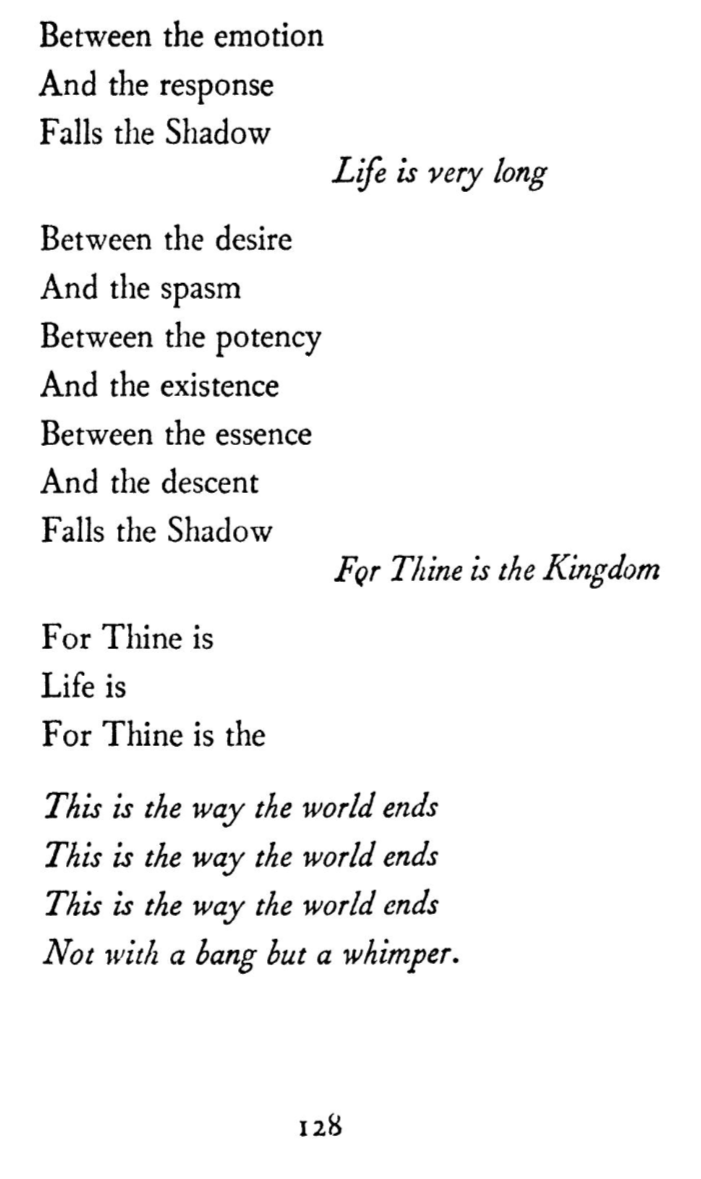 Between the emotion
And the response
Falls the Shadow
Life is very long
Between the desire
And the spasm
Between the potency
And the existence
Between the essence
And the descent
Falls the Shadow
For Thine is the Kingdom
For Thine is
Life is
For Thine is the
This is the way the world ends
This is the way the world ends
This is the way the world ends
Not with a bang but a whimper.
128